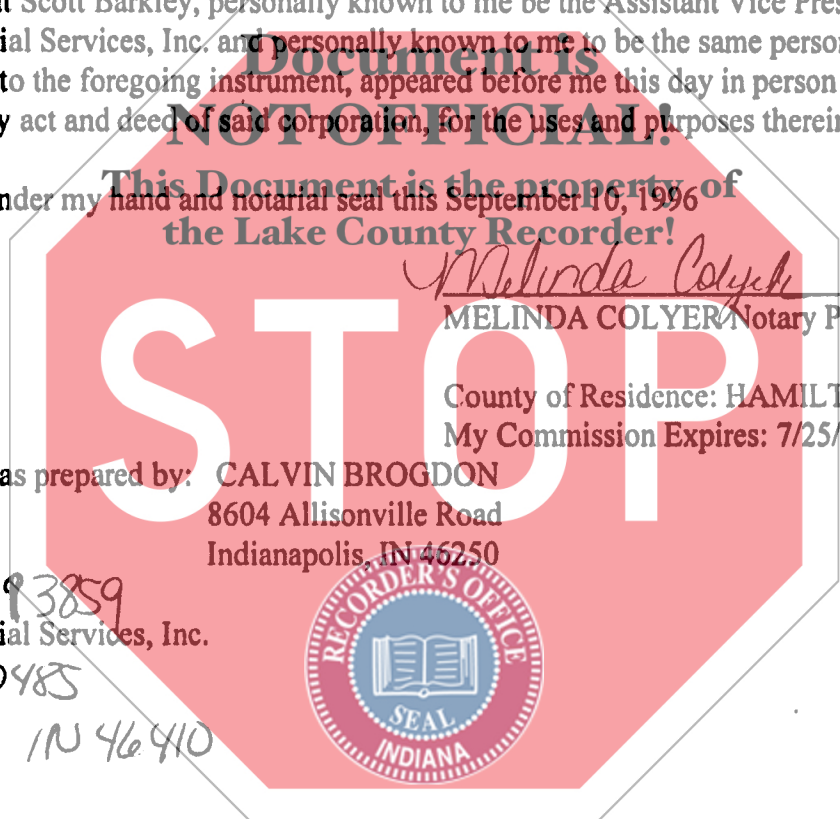 t Scott Barkley, personally known to me be the Assistant Vice Pres
ial Services, Inc. and personally known to me to be the same perso
to the foregoing instrument, appeared before me this day in person
y act and deed of said corporation, for the uses and purposes therein
Document is
NOT OFFICIAL!
This Document is the property of
the Lake County Recorder!
nder my hand and notarial seal this September 10, 1996
Melinda Colyer
MELINDA COLYER Notary P
County of Residence: HAMILT
My Commission Expires: 7/25/
STOP
as prepared by: CALVIN BROGDON
8604 Allisonville Road
Indianapolis, IN 46250
3859
ial Services, Inc.
0485
IN 46410
RECORDER'S OFFICE
SEAL
INDIANA